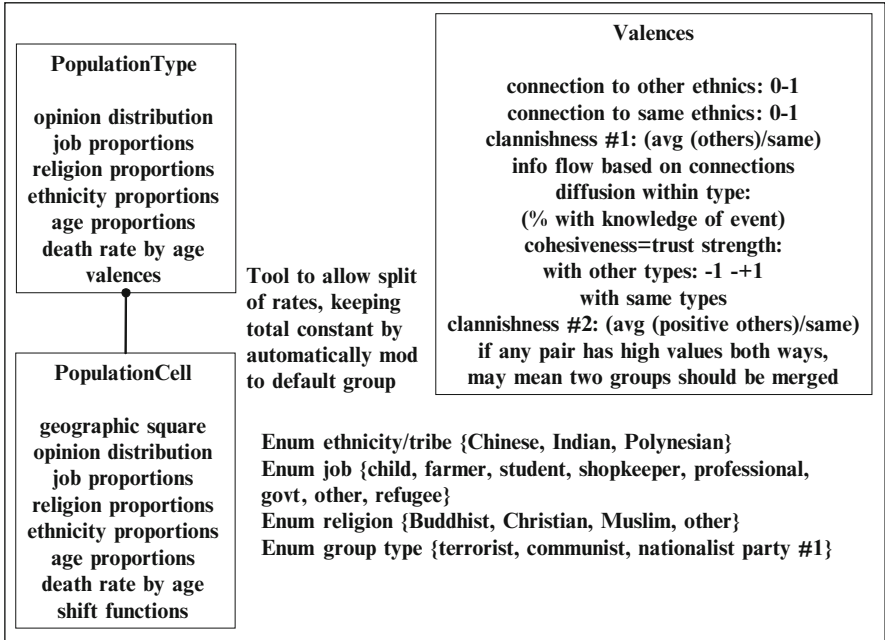 PopulationType
opinion distribution
job proportions
religion proportions
ethnicity proportions
age proportions
death rate by age
valences
PopulationCell
geographic square
opinion distribution
job proportions
religion proportions
ethnicity proportions
age proportions
death rate by age
shift functions
Tool to allow split
of rates, keeping
total constant by
automatically mod
to default group
Valences
connection to other ethnics: 0-1
connection to same ethnics: 0-1
clannishness #1: (avg (others)/same)
info flow based on connections
diffusion within type:
(% with knowledge of event)
cohesiveness=trust strength:
with other types: -1 -+1
with same types
clannishness #2: (avg (positive others)/same)
if any pair has high values both ways,
may mean two groups should be merged
Enum ethnicity/tribe {Chinese, Indian, Polynesian}
Enum job {child, farmer, student, shopkeeper, professional,
govt, other, refugee}
Enum religion {Buddhist, Christian, Muslim, other}
Enum group type {terrorist, communist, nationalist party #1}